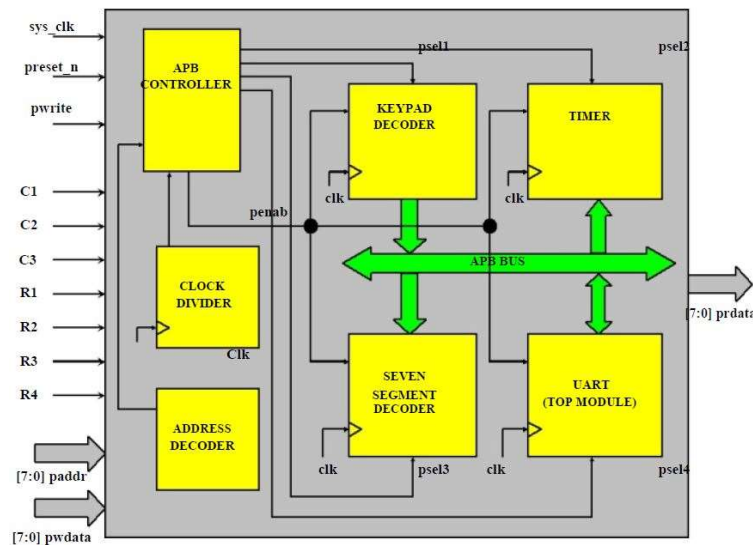 sys_clk
preset_n
pwrite
C1
C2
C3
R1
R2
R3
R4
[7:0] paddr
[7:0] pwdata
APB
CONTROLLER
psel1
psel2
KEYPAD
DECODER
TIMER
clk
clk
penab
APB BUS
CLOCK
DIVIDER
Clk
[7:0] prdata
ADDRESS
DECODER
SEVEN
SEGMENT
DECODER
UART
(TOP MODULE)
clk
psel3
clk
psel4